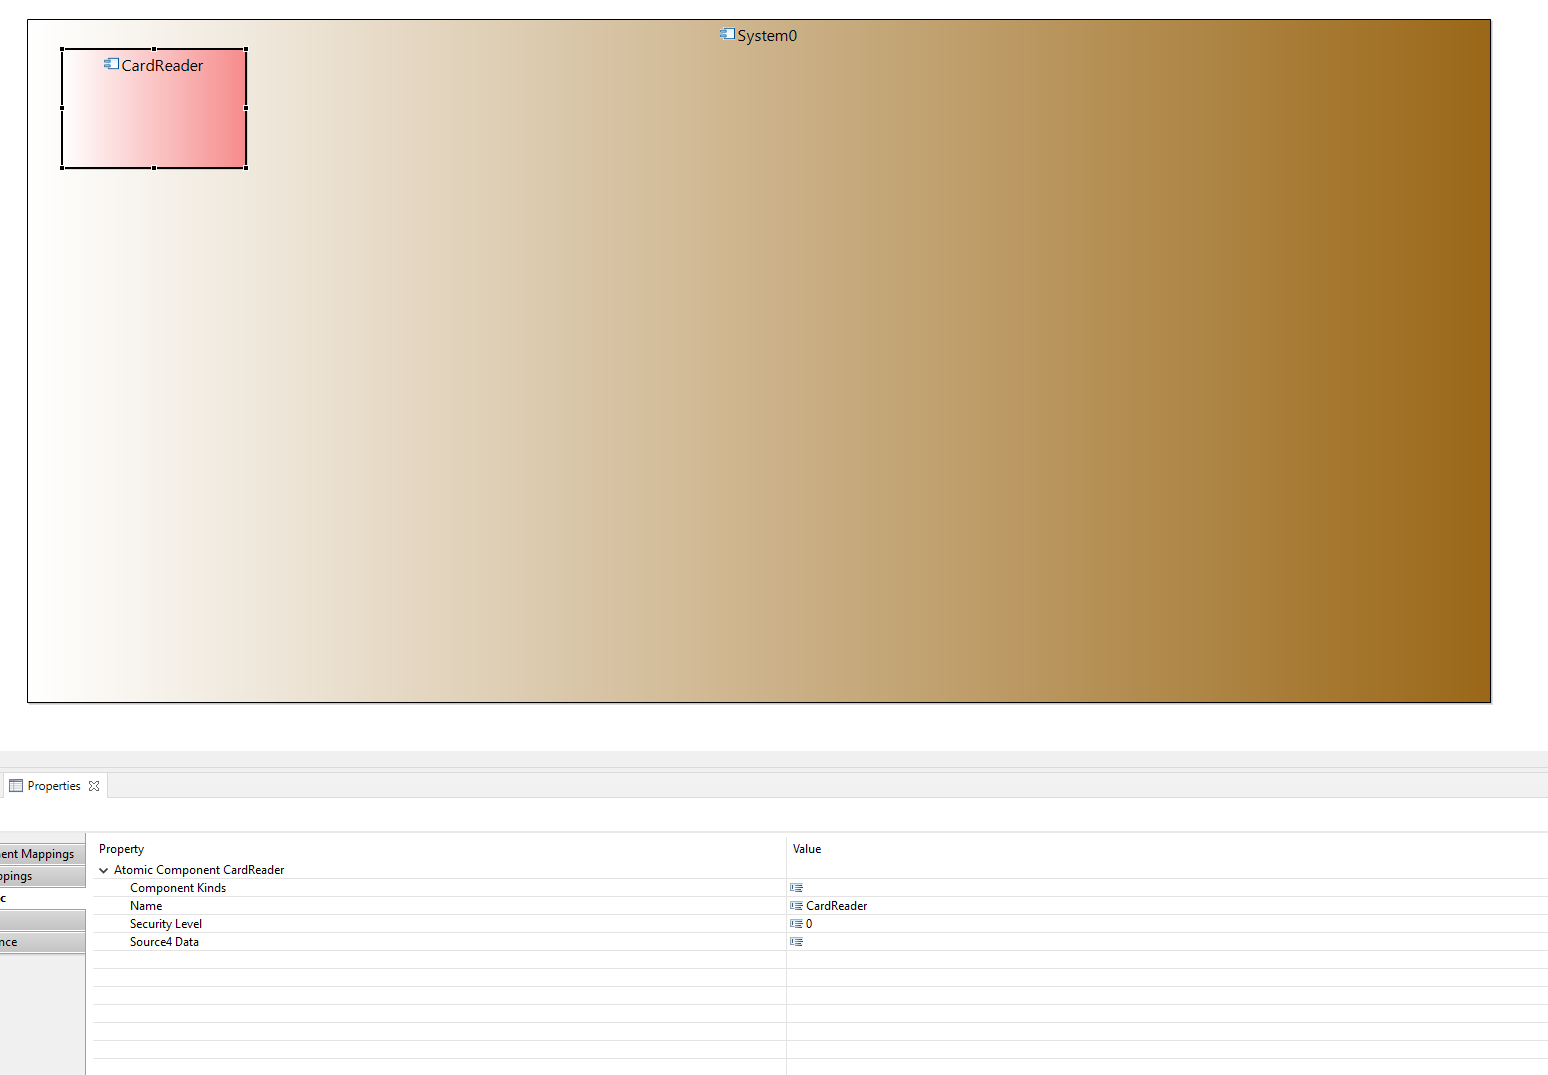 System0
CardReader
Properties
ent Mappings
ppings
c
nce
Property Value
Atomic Component CardReader
Component Kinds
Name CardReader
Security Level 0
Source4 Data